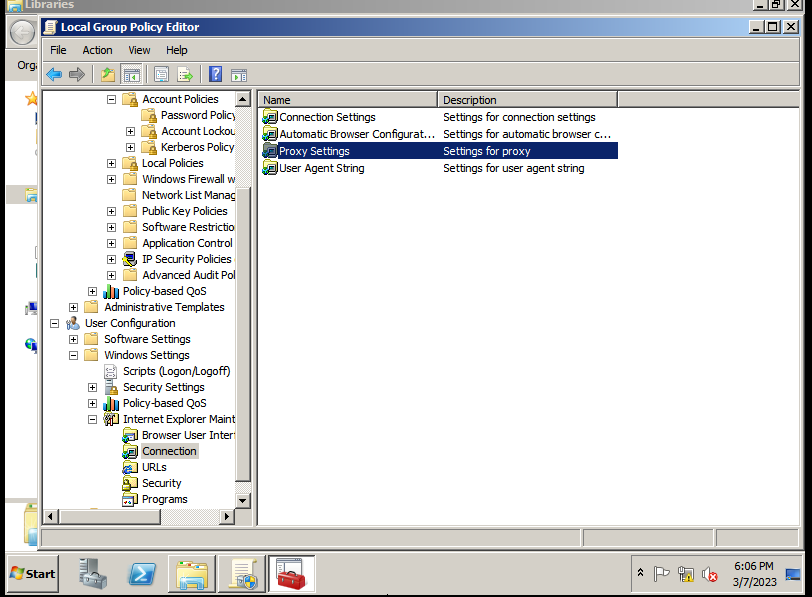 Libraries
Local Group Policy Editor
File Action View Help
Orga
Account Policies
Password Policy
Account Lockou
Kerberos Policy
Local Policies
Windows Firewall w
Network List Manag
Public Key Policies
Software Restrictio
Application Control
IP Security Policies
Advanced Audit Pol
Policy-based QoS
Administrative Templates
User Configuration
Software Settings
Windows Settings
Scripts (Logon/Logoff)
Security Settings
Policy-based QoS
Internet Explorer Maint
Browser User Inter
Connection
URLs
Security
Programs
Name Description
Connection Settings Settings for connection settings
Automatic Browser Configurat... Settings for automatic browser c...
Proxy Settings Settings for proxy
User Agent String Settings for user agent string
Start
6:06 PM
3/7/2023